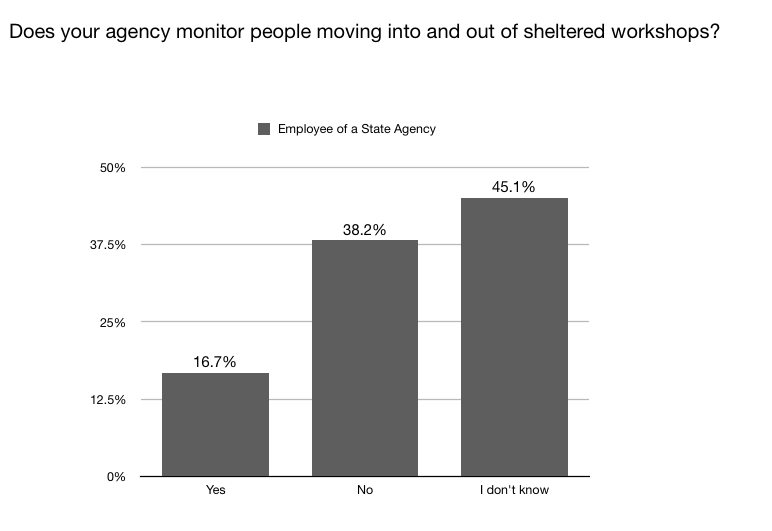 Does your agency monitor people moving into and out of sheltered workshops?
Employee of a State Agency
50%
45.1%
38.2%
37.5%
25%
16.7%
12.5%
0%
Yes No I don't know